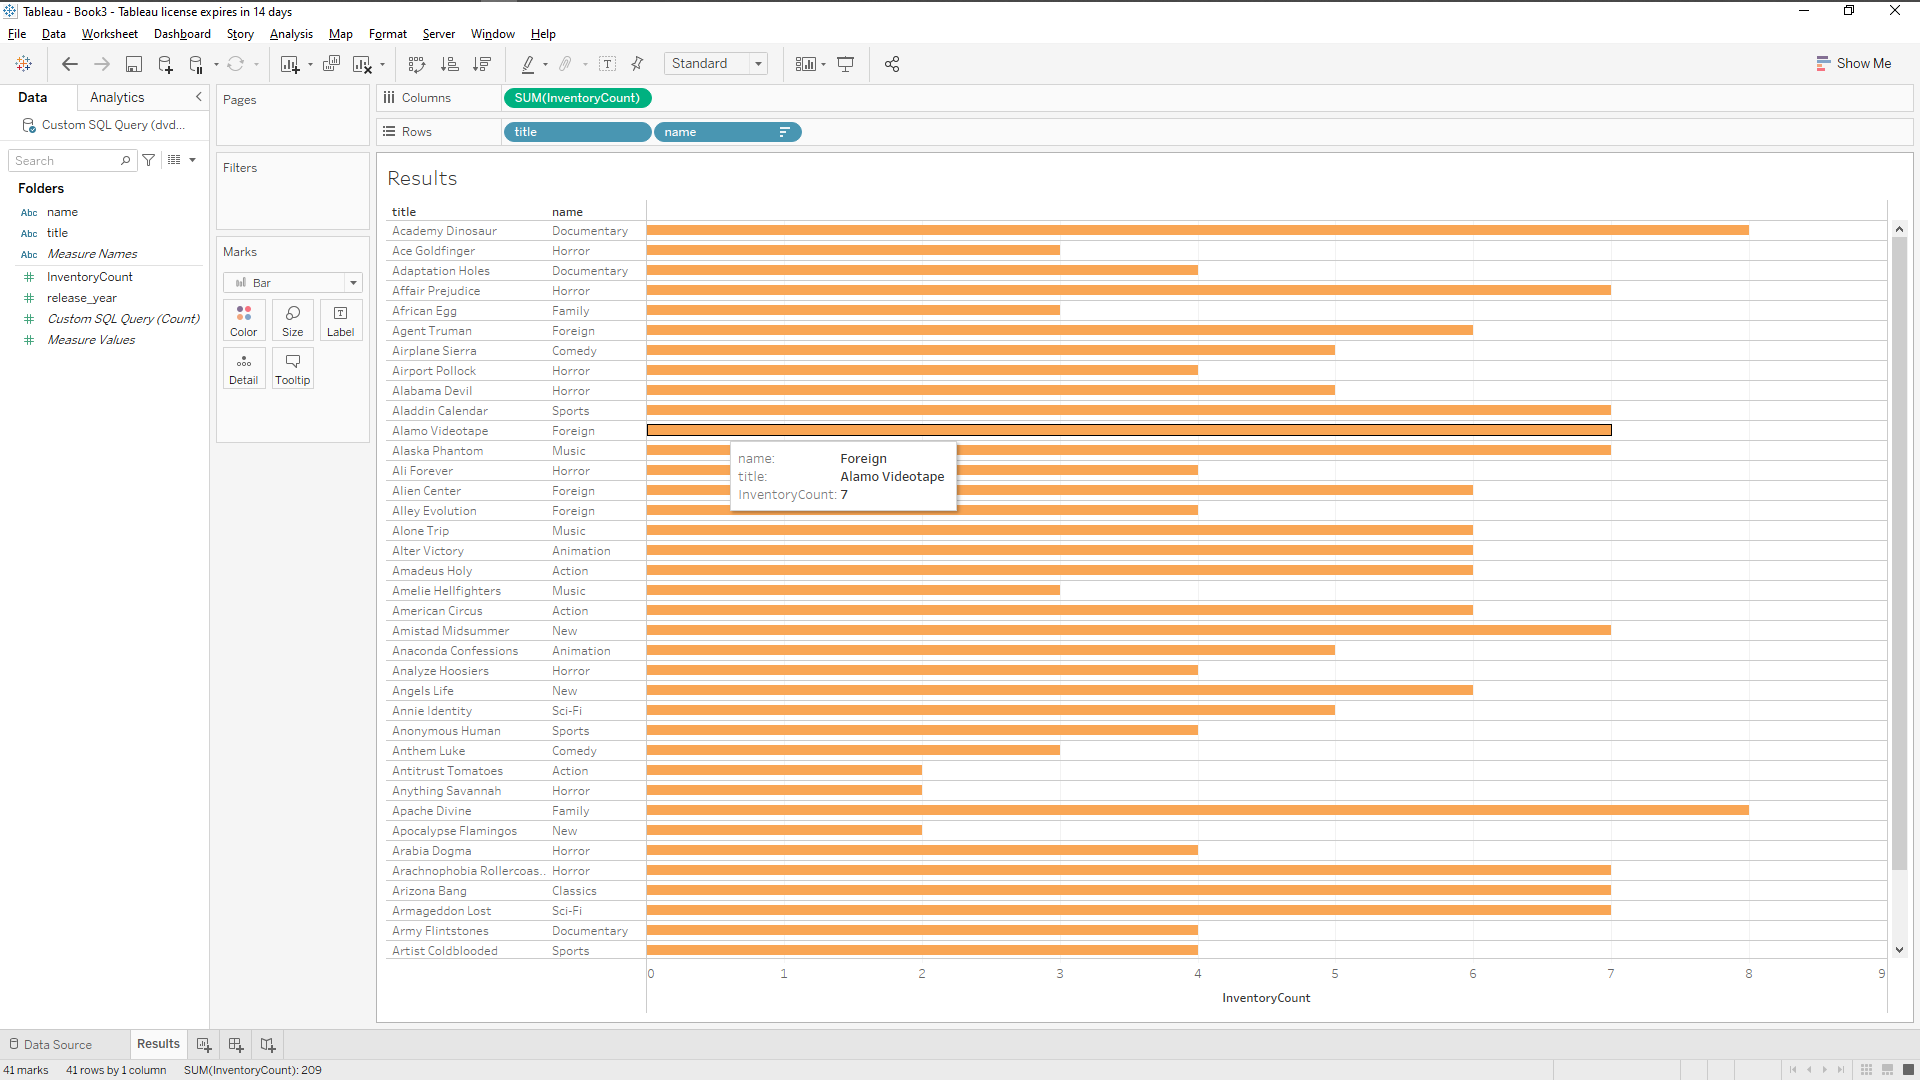 Tableau - Book3 - Tableau license expires in 14 days
File Data Worksheet Dashboard Story Analysis Map Format Server Window Help
Standard
Show Me
Data Analytics
Custom SQL Query (dvd...
Search
Folders
Abc name
Abc title
Abc Measure Names
# InventoryCount
# release_year
# Custom SQL Query (Count)
# Measure Values
Pages
Filters
Marks
Bar
Color Size Label
Detail Tooltip
Columns SUM(InventoryCount)
Rows title name
Results
title name
Academy Dinosaur Documentary
Ace Goldfinger Horror
Adaptation Holes Documentary
Affair Prejudice Horror
African Egg Family
Agent Truman Foreign
Airplane Sierra Comedy
Airport Pollock Horror
Alabama Devil Horror
Aladdin Calendar Sports
Alamo Videotape Foreign
Alaska Phantom Music
Ali Forever Horror
Alien Center Foreign
Alley Evolution Foreign
Alone Trip Music
Alter Victory Animation
Amadeus Holy Action
Amelie Hellfighters Music
American Circus Action
Amistad Midsummer New
Anaconda Confessions Animation
Analyze Hoosiers Horror
Angels Life New
Annie Identity Sci-Fi
Anonymous Human Sports
Anthem Luke Comedy
Antitrust Tomatoes Action
Anything Savannah Horror
Apache Divine Family
Apocalypse Flamingos New
Arabia Dogma Horror
Arachnophobia Rollercoas.. Horror
Arizona Bang Classics
Armageddon Lost Sci-Fi
Army Flintstones Documentary
Artist Coldblooded Sports
name: Foreign
title: Alamo Videotape
InventoryCount: 7
0 1 2 3 4 5 6 7 8 9
InventoryCount
Data Source Results
41 marks 41 rows by 1 column SUM(InventoryCount): 209